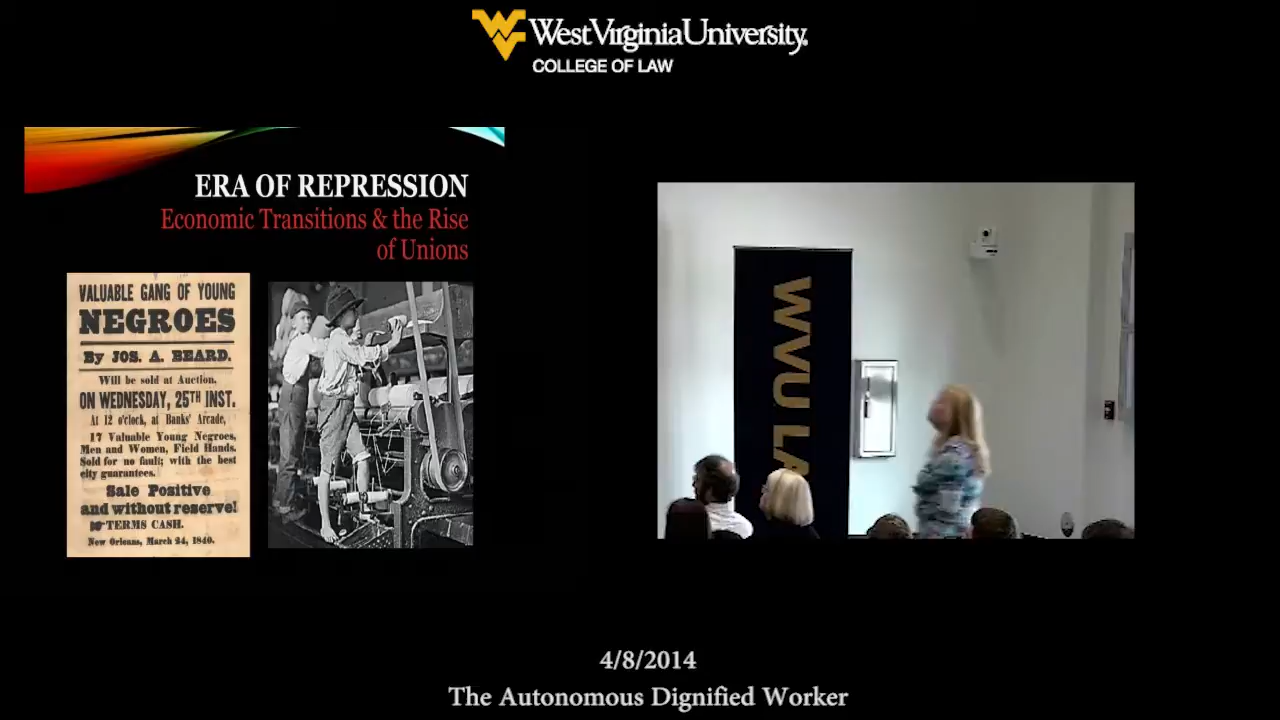 WestVirginiaUniversity.
COLLEGE OF LAW
ERA OF REPRESSION
Economic Transitions & the Rise
of Unions
VALUABLE GANG OF YOUNG
NEGROES
By JOS. A. BEARD.
Will be sold at Auction,
ON WEDNESDAY, 25TH INST.
At 12 o'clock, at Banks' Arcade,
17 Valuable Young Negroes,
Men and Women, Field Hands.
Sold for no fault; with the best
city guarantees.
Sale Positive
and without reserve!
TERMS CASH.
New Orleans, March 24, 1840.
WVU LA
4/8/2014
The Autonomous Dignified Worker